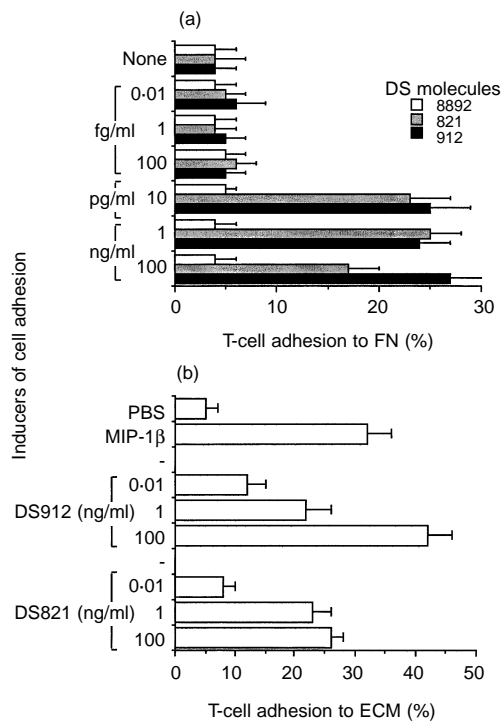 (a)
DS molecules
8892
821
912
None
0·01
fg/ml
1
100
pg/ml
10
1
ng/ml
100
0 10 20 30
T-cell adhesion to FN (%)
Inducers of cell adhesion
(b)
PBS
MIP-1β
-
0·01
DS912 (ng/ml)
1
100
-
0·01
DS821 (ng/ml)
1
100
0 10 20 30 40 50
T-cell adhesion to ECM (%)